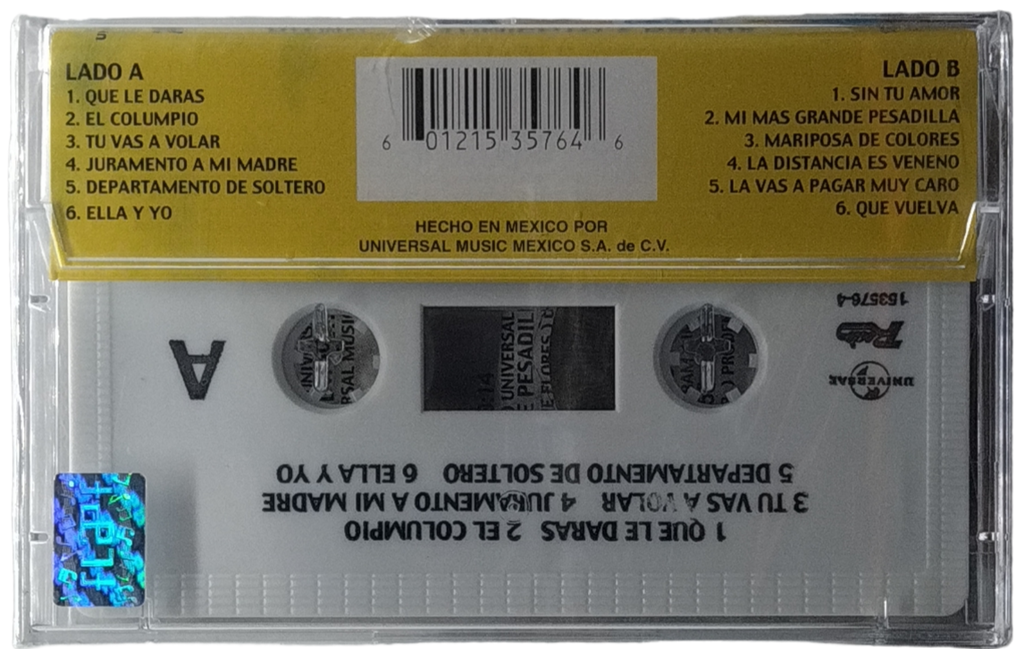 LADO A
1. QUE LE DARAS
2. EL COLUMPIO
3. TU VAS A VOLAR
4. JURAMENTO A MI MADRE
5. DEPARTAMENTO DE SOLTERO
6. ELLA Y YO
6 01215 35764 6
HECHO EN MEXICO POR
UNIVERSAL MUSIC MEXICO S.A. de C.V.
LADO B
1. SIN TU AMOR
2. MI MAS GRANDE PESADILLA
3. MARIPOSA DE COLORES
4. LA DISTANCIA ES VENENO
5. LA VAS A PAGAR MUY CARO
6. QUE VUELVA
1 QUE LE DARAS 2 EL COLUMPIO
3 TU VAS A VOLAR 4 JURAMENTO A MI MADRE
5 DEPARTAMENTO DE SOLTERO 6 ELLA Y YO
A
UNIVERSAL
153576-4
UNIVERSAL